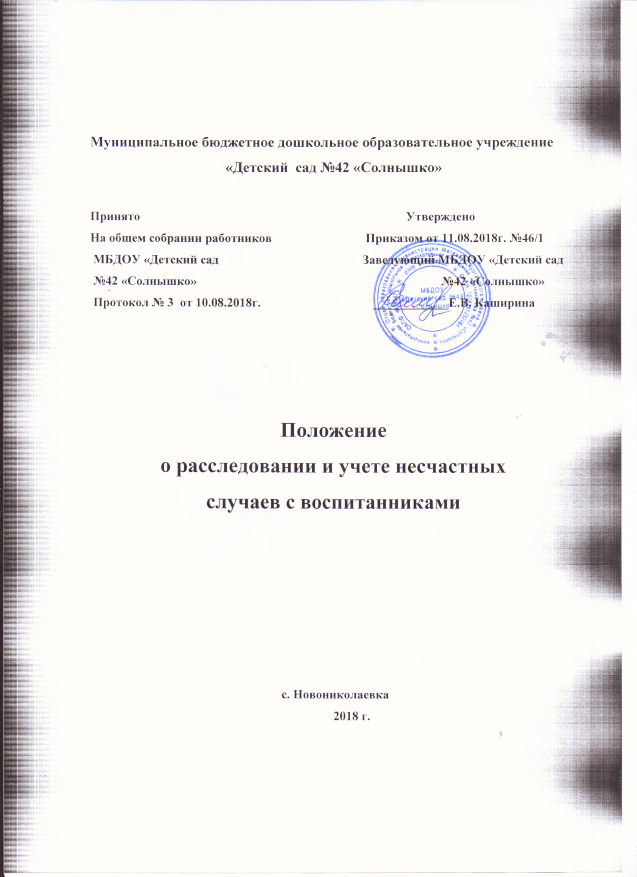 Муниципальное бюджетное дошкольное образовательное учреждение
«Детский сад №42 «Солнышко»
Принято Утверждено
На общем собрании работников Приказом от 11.08.2018г. №46/1
МБДОУ «Детский сад Заведующий МБДОУ «Детский сад
№42 «Солнышко» №42 «Солнышко»
Протокол № 3 от 10.08.2018г. Е.В. Каширина
МБДОУ
Положение
о расследовании и учете несчастных
случаев с воспитанниками
с. Новониколаевка
2018 г.